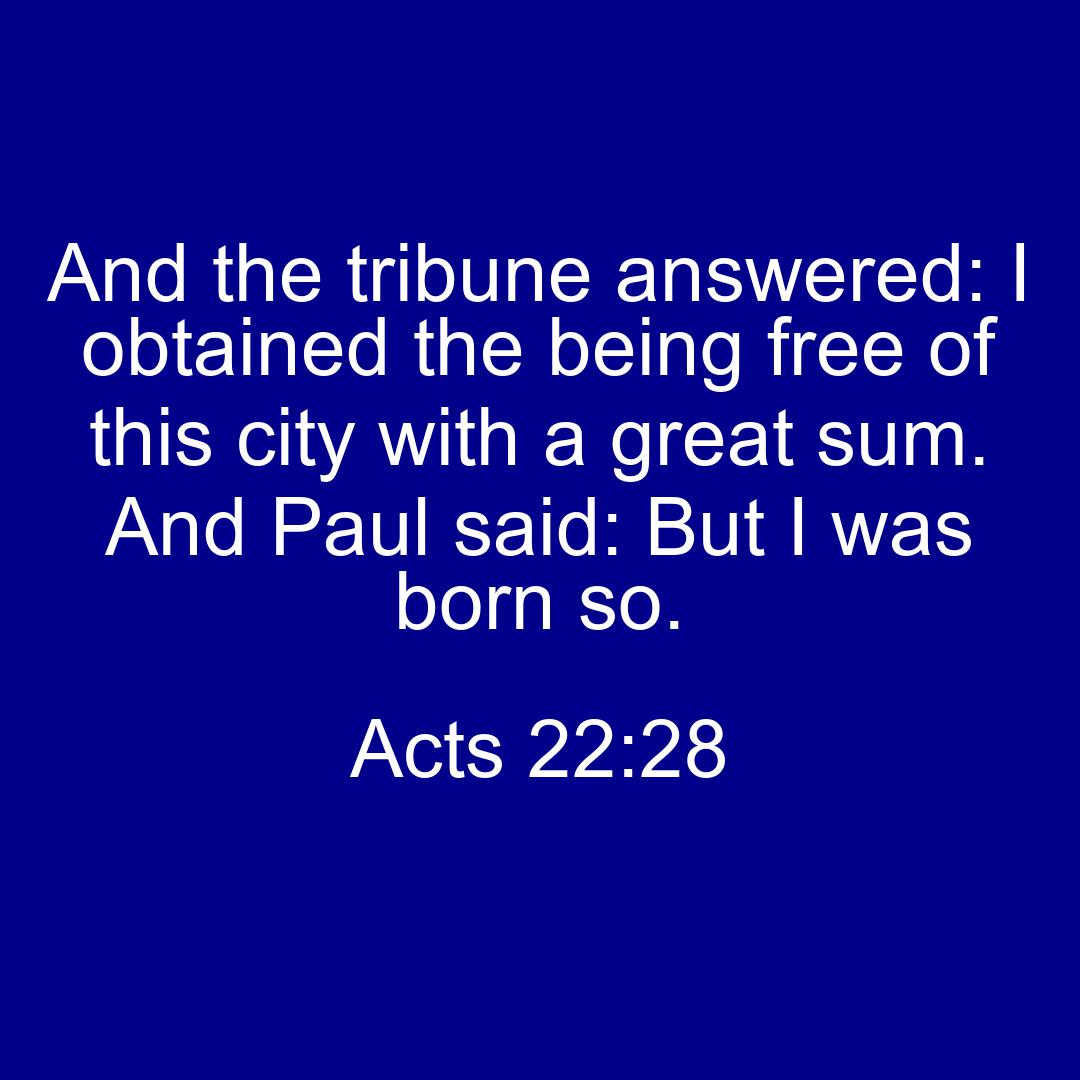 And the tribune answered: I
obtained the being free of
this city with a great sum.
And Paul said: But I was
born so.
Acts 22:28